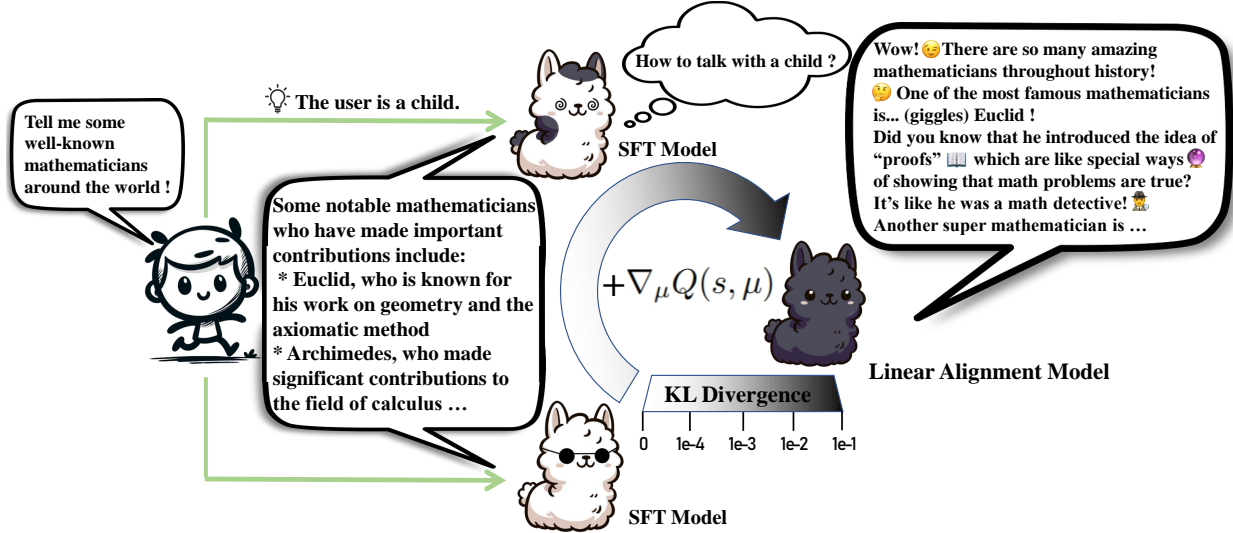 Tell me some
well-known
mathematicians
around the world !
The user is a child.
How to talk with a child ?
SFT Model
Some notable mathematicians
who have made important
contributions include:
* Euclid, who is known for
his work on geometry and the
axiomatic method
* Archimedes, who made
significant contributions to
the field of calculus …
SFT Model
+∇μQ(s, μ)
KL Divergence
0 1e-4 1e-3 1e-2 1e-1
Wow! 😉 There are so many amazing
mathematicians throughout history!
🤔 One of the most famous mathematicians
is... (giggles) Euclid !
Did you know that he introduced the idea of
“proofs” 📖 which are like special ways 🔮
of showing that math problems are true?
It’s like he was a math detective! 🕵️
Another super mathematician is …
Linear Alignment Model